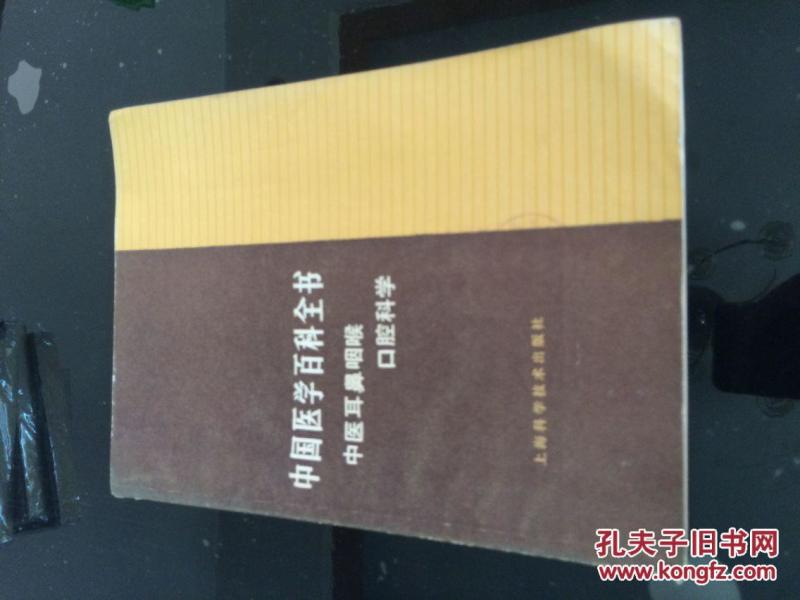 中国医学百科全书
中医耳鼻咽喉
口腔科学
上海科学技术出版社
孔夫子旧书网
www.kongfz.com